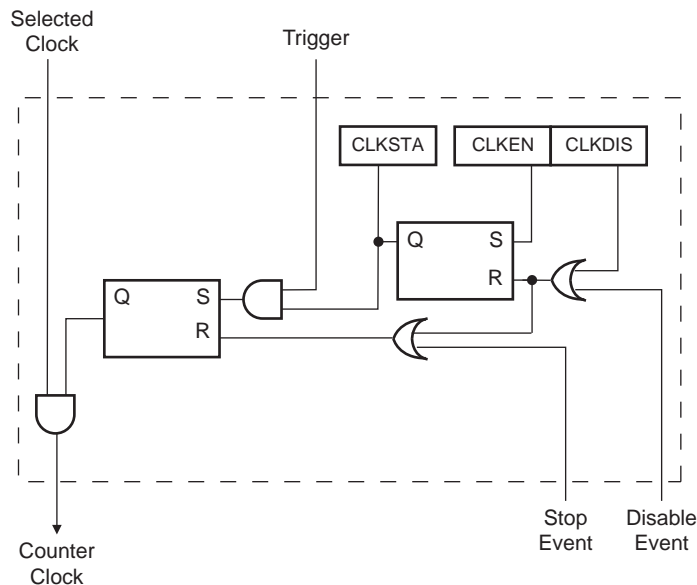 Selected
Clock
Trigger
CLKSTA
CLKEN
CLKDIS
Q
S
R
Q
S
R
Stop
Event
Disable
Event
Counter
Clock